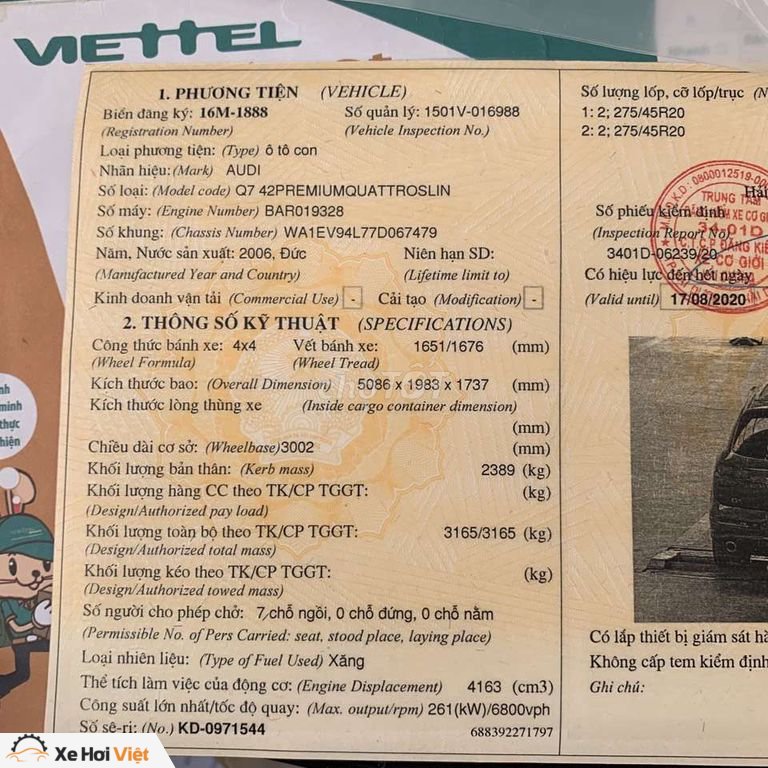 VIETTEL
1. PHƯƠNG TIỆN (VEHICLE)
Biển đăng ký: 16M-1888 Số quản lý: 1501V-016988
(Registration Number) (Vehicle Inspection No.)
Loại phương tiện: (Type) ô tô con
Nhãn hiệu: (Mark) AUDI
Số loại: (Model code) Q7 42PREMIUMQUATTROSLIN
Số máy: (Engine Number) BAR019328
Số khung: (Chassis Number) WA1EV94L77D067479
Năm, Nước sản xuất: 2006, Đức Niên hạn SD:
(Manufactured Year and Country) (Lifetime limit to)
Kinh doanh vận tải (Commercial Use) - Cải tạo (Modification) -
2. THÔNG SỐ KỸ THUẬT (SPECIFICATIONS)
Công thức bánh xe: 4x4 Vết bánh xe: 1651/1676 (mm)
(Wheel Formula) (Wheel Tread)
Kích thước bao: (Overall Dimension) 5086 x 1983 x 1737 (mm)
Kích thước lòng thùng xe (Inside cargo container dimension)
(mm)
Chiều dài cơ sở: (Wheelbase)3002 (mm)
Khối lượng bản thân: (Kerb mass) 2389 (kg)
Khối lượng hàng CC theo TK/CP TGGT: (kg)
(Design/Authorized pay load)
Khối lượng toàn bộ theo TK/CP TGGT: 3165/3165 (kg)
(Design/Authorized total mass)
Khối lượng kéo theo TK/CP TGGT: (kg)
(Design/Authorized towed mass)
Số người cho phép chở: 7 chỗ ngồi, 0 chỗ đứng, 0 chỗ nằm
(Permissible No. of Pers Carried: seat, stood place, laying place)
Loại nhiên liệu: (Type of Fuel Used) Xăng
Thể tích làm việc của động cơ: (Engine Displacement) 4163 (cm3)
Công suất lớn nhất/tốc độ quay: (Max. output/rpm) 261(kW)/6800vph
Số sê-ri: (No.) KD-0971544 688392271797
Số lượng lốp, cỡ lốp/trục
1: 2; 275/45R20
2: 2; 275/45R20
Số phiếu kiểm định
(Inspection Report No)
3401D-06239/20
Có hiệu lực đến hết ngày
(Valid until) 17/08/2020
M.S.D.N: 0800012519-00
TRUNG TÂM
34-01D
Có lắp thiết bị giám sát
Không cấp tem kiểm định
Ghi chú:
minh
thực
hiện
Xe Hơi Việt